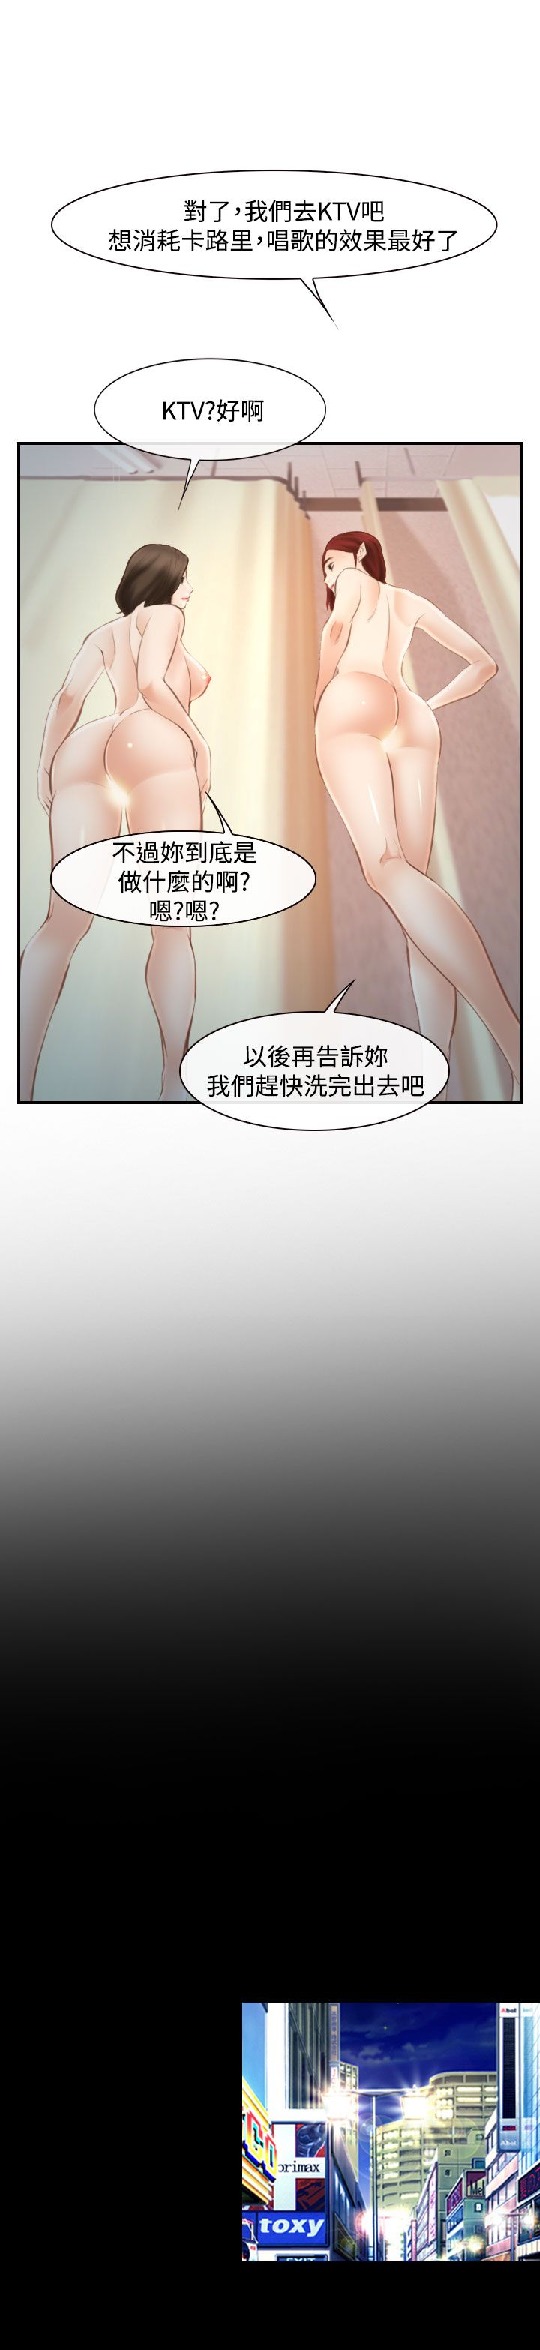 對了，我們去KTV吧
想消耗卡路里，唱歌的效果最好了
KTV?好啊
不過妳到底是
做什麼的啊?
嗯?嗯?
以後再告訴妳
我們趕快洗完出去吧
primax
toxy
EXIT